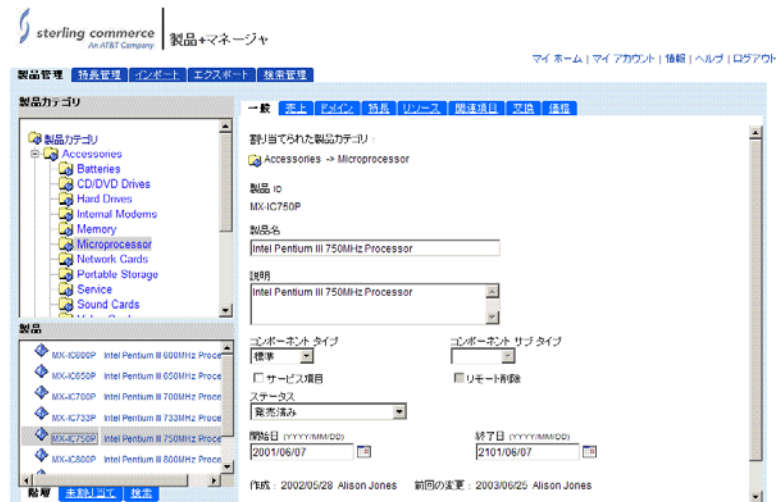 sterling commerce
An AT&T Company
製品+マネージャ
マイ ホーム | マイ アカウント | 情報 | ヘルプ | ログアウト
製品管理 特長管理 インポート エクスポート 検索管理
製品カテゴリ
製品カテゴリ
Accessories
Batteries
CD/DVD Drives
Hard Drives
Internal Modems
Memory
Microprocessor
Network Cards
Portable Storage
Service
Sound Cards
製品
MX-IC600P Intel Pentium III 600MHz Proce
MX-IC650P Intel Pentium III 650MHz Proce
MX-IC700P Intel Pentium III 700MHz Proce
MX-IC733P Intel Pentium III 733MHz Proce
MX-IC750P Intel Pentium III 750MHz Proce
MX-IC800P Intel Pentium III 800MHz Proce
階層 未割り当て 検索
一般 売上 ドメイン 特長 リソース 関連項目 交換 価格
割り当てられた製品カテゴリ :
Accessories -> Microprocessor
製品 ID
MX-IC750P
製品名
Intel Pentium III 750MHz Processor
説明
Intel Pentium III 750MHz Processor
コンポーネント タイプ コンポーネント サブ タイプ
標準
サービス項目 リモート削除
ステータス
発売済み
開始日 (YYYY/MM/DD) 終了日 (YYYY/MM/DD)
2001/06/07 2101/06/07
作成 : 2002/05/28 Alison Jones 前回の変更 : 2003/06/25 Alison Jones